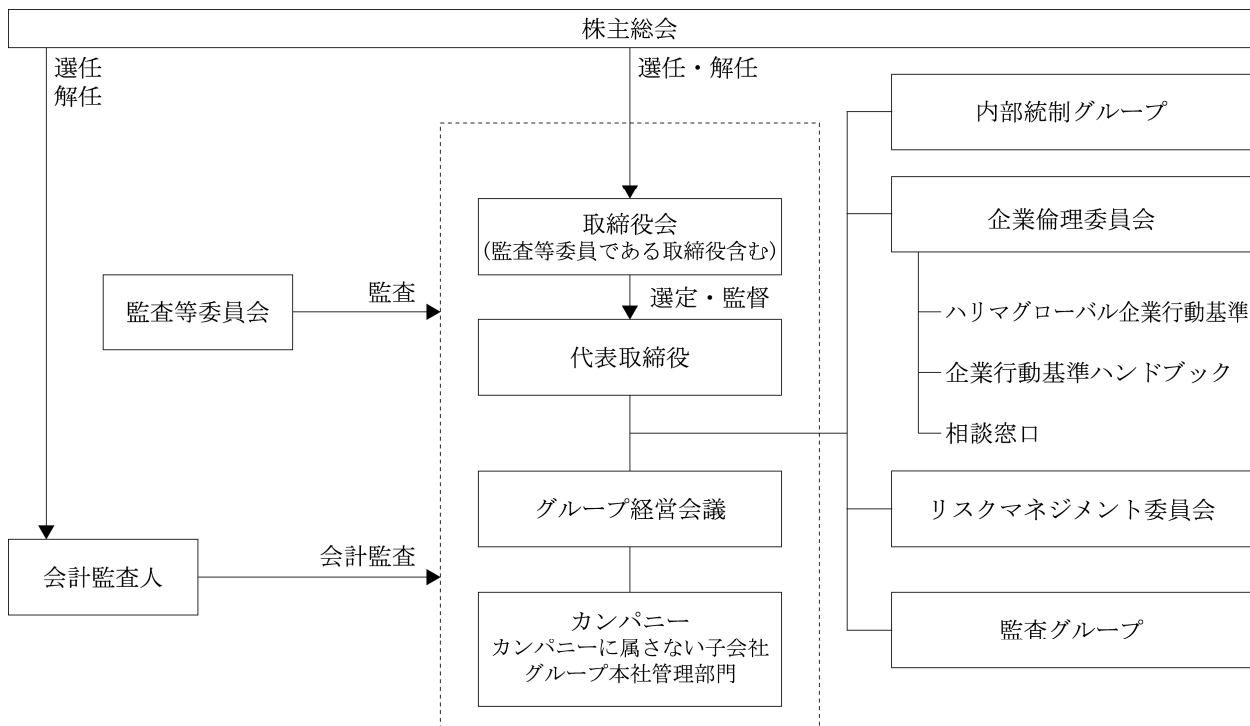 株主総会
選任
解任
選任・解任
内部統制グループ
企業倫理委員会
ハリマグローバル企業行動基準
企業行動基準ハンドブック
相談窓口
取締役会
(監査等委員である取締役含む)
選定・監督
監査等委員会
監査
代表取締役
グループ経営会議
リスクマネジメント委員会
会計監査人
会計監査
カンパニー
カンパニーに属さない子会社
グループ本社管理部門
監査グループ